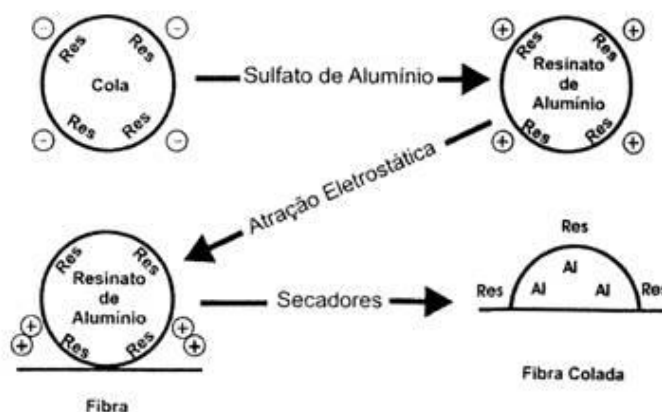 Res Res
Cola
Res Res
Sulfato de Alumínio
Res Res
Resinato
de
Alumínio
Res Res
Atração Eletrostática
Res Res
Resinato
de
Alumínio
Res Res
Fibra
Secadores
Res
Al
Res Al Al Res
Fibra Colada